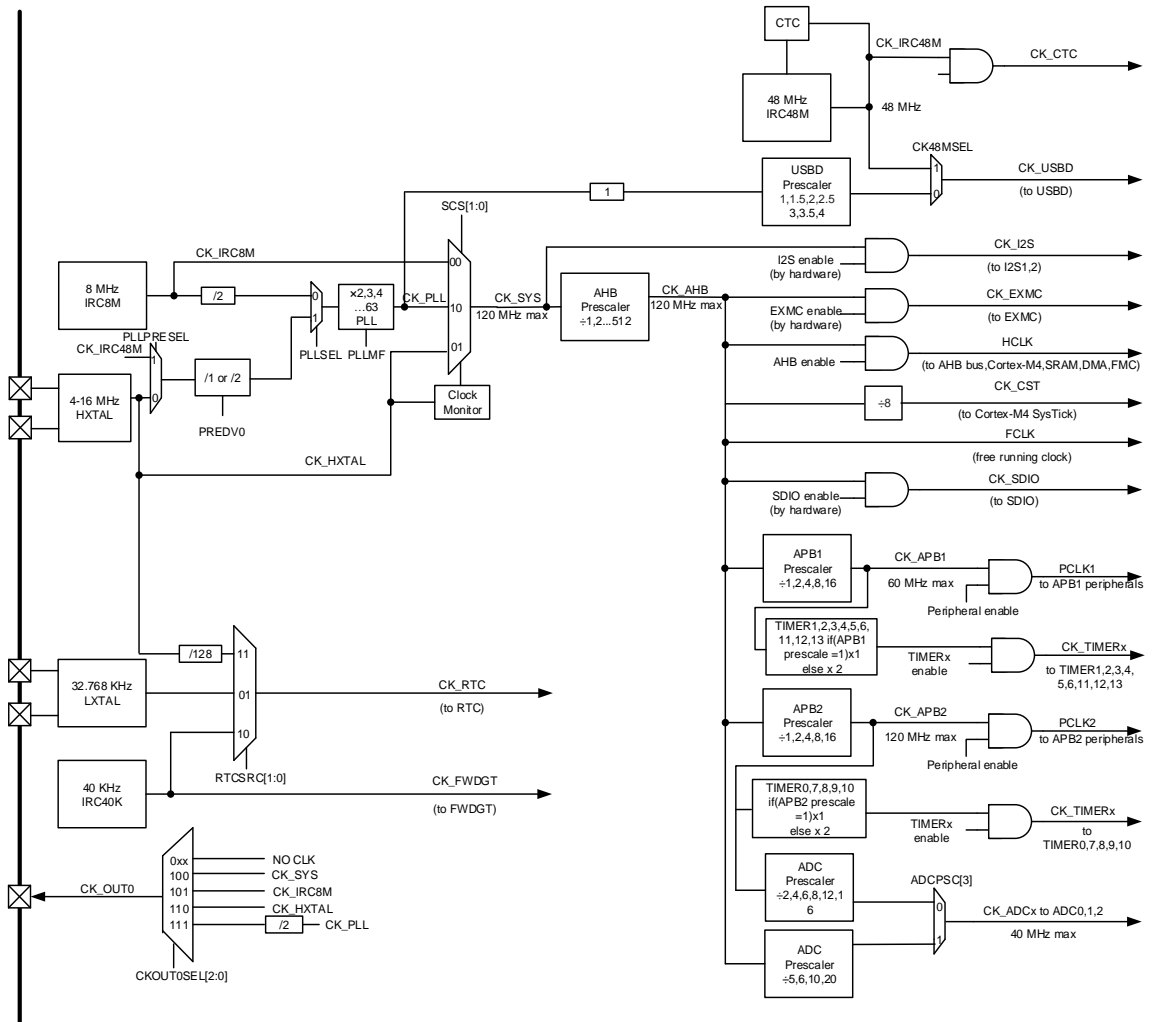 CTC
CK_IRC48M
CK_CTC
48 MHz
IRC48M
48 MHz
CK48MSEL
1
0
CK_USBD
(to USBD)
USBD
Prescaler
1,1.5,2,2.5
3,3.5,4
1
SCS[1:0]
CK_IRC8M
00
10
01
8 MHz
IRC8M
/2
0
1
PLLSEL
×2,3,4
…63
PLL
PLLMF
CK_PLL
CK_SYS
120 MHz max
AHB
Prescaler
÷1,2...512
CK_AHB
120 MHz max
I2S enable
(by hardware)
CK_I2S
(to I2S1,2)
EXMC enable
(by hardware)
CK_EXMC
(to EXMC)
AHB enable
HCLK
(to AHB bus,Cortex-M4,SRAM,DMA,FMC)
÷8
CK_CST
(to Cortex-M4 SysTick)
FCLK
(free running clock)
SDIO enable
(by hardware)
CK_SDIO
(to SDIO)
PLLPRESEL
CK_IRC48M
1
0
/1 or /2
PREDV0
4-16 MHz
HXTAL
Clock
Monitor
CK_HXTAL
APB1
Prescaler
÷1,2,4,8,16
CK_APB1
60 MHz max
Peripheral enable
PCLK1
to APB1 peripherals
TIMER1,2,3,4,5,6,
11,12,13 if(APB1
prescale =1)x1
else x 2
TIMERx
enable
CK_TIMERx
to TIMER1,2,3,4,
5,6,11,12,13
/128
11
01
10
32.768 KHz
LXTAL
CK_RTC
(to RTC)
RTCSRC[1:0]
40 KHz
IRC40K
CK_FWDGT
(to FWDGT)
APB2
Prescaler
÷1,2,4,8,16
CK_APB2
120 MHz max
Peripheral enable
PCLK2
to APB2 peripherals
TIMER0,7,8,9,10
if(APB2 prescale
=1)x1
else x 2
TIMERx
enable
CK_TIMERx
to
TIMER0,7,8,9,10
CK_OUT0
0xx
NO CLK
100
CK_SYS
101
CK_IRC8M
110
CK_HXTAL
111
/2
CK_PLL
CKOUT0SEL[2:0]
ADC
Prescaler
÷2,4,6,8,12,1
6
ADCPSC[3]
0
1
CK_ADCx to ADC0,1,2
40 MHz max
ADC
Prescaler
÷5,6,10,20